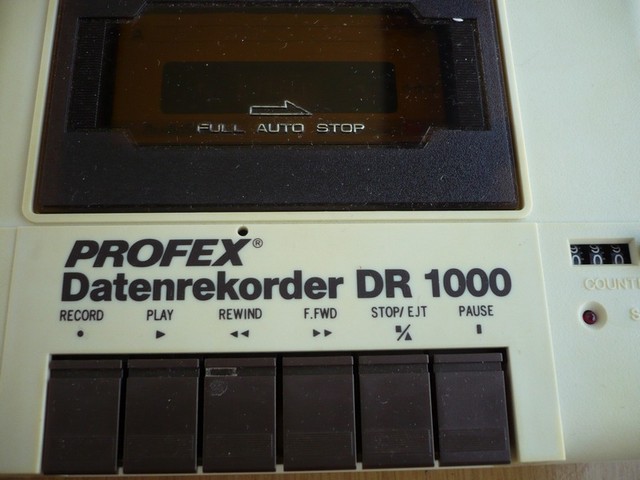 FULL AUTO STOP
PROFEX®
Datenrekorder DR 1000
RECORD PLAY REWIND F.FWD STOP/EJT PAUSE